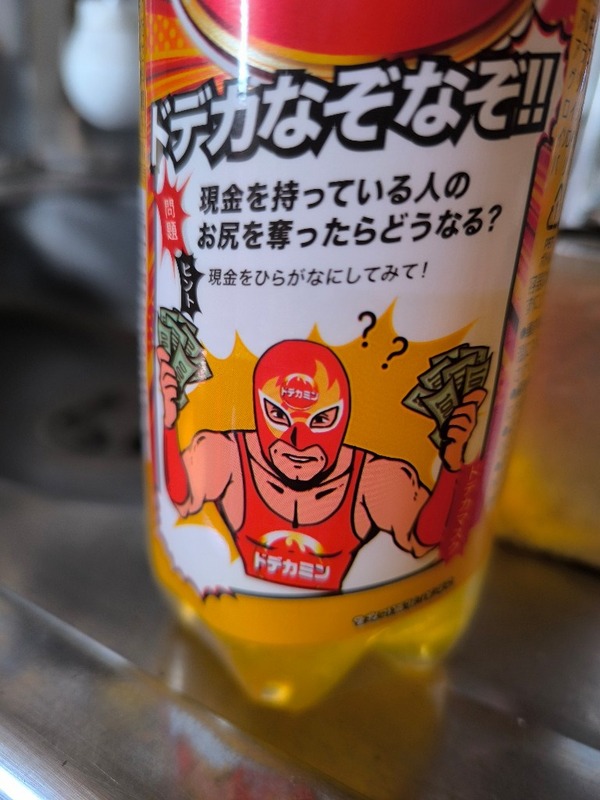 ドデカなぞなぞ!!
問題
現金を持っている人の
お尻を奪ったらどうなる?
ヒント
現金をひらがなにしてみて!
? ?
ドデカミン
ドデカミン